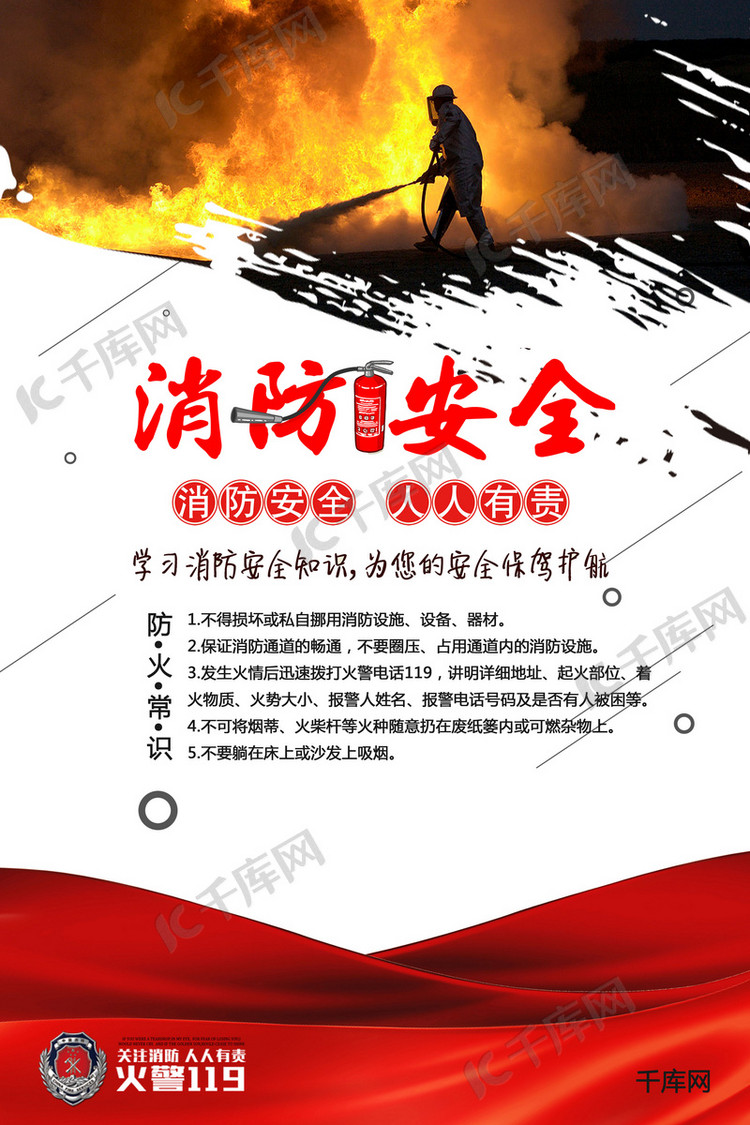 消防安全
消防安全 人人有责
学习消防安全知识,为您的安全保驾护航
防·火·常·识
1.不得损坏或私自挪用消防设施、设备、器材。
2.保证消防通道的畅通，不要圈压、占用通道内的消防设施。
3.发生火情后迅速拨打火警电话119，讲明详细地址、起火部位、着
火物质、火势大小、报警人姓名、报警电话号码及是否有人被困等。
4.不可将烟蒂、火柴杆等火种随意扔在废纸篓内或可燃杂物上。
5.不要躺在床上或沙发上吸烟。
关注消防 人人有责
火警119
千库网